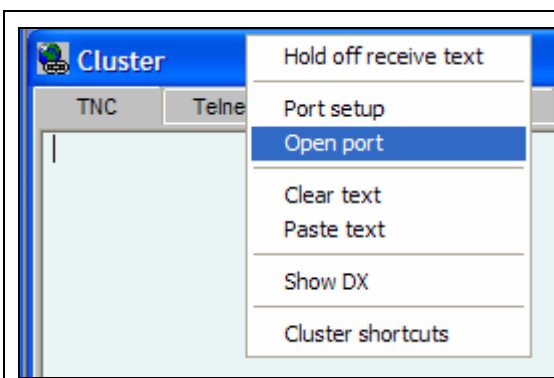 Cluster
TNC
Telne
Hold off receive text
Port setup
Open port
Clear text
Paste text
Show DX
Cluster shortcuts